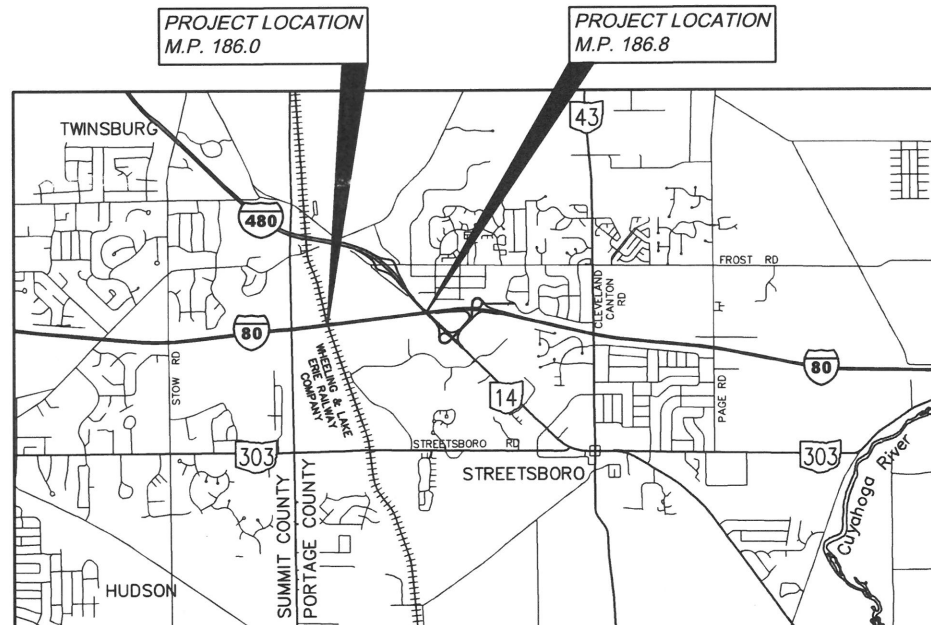 PROJECT LOCATION
M.P. 186.0
PROJECT LOCATION
M.P. 186.8
TWINSBURG
43
480
FROST RD
CLEVELAND
CANTON
RD
80
STOW RD
WHEELING & LAKE
ERIE RAILWAY
COMPANY
80
14
PAGE RD
303
STREETSBORO RD
303
STREETSBORO
SUMMIT COUNTY
PORTAGE COUNTY
Cuyahoga River
HUDSON